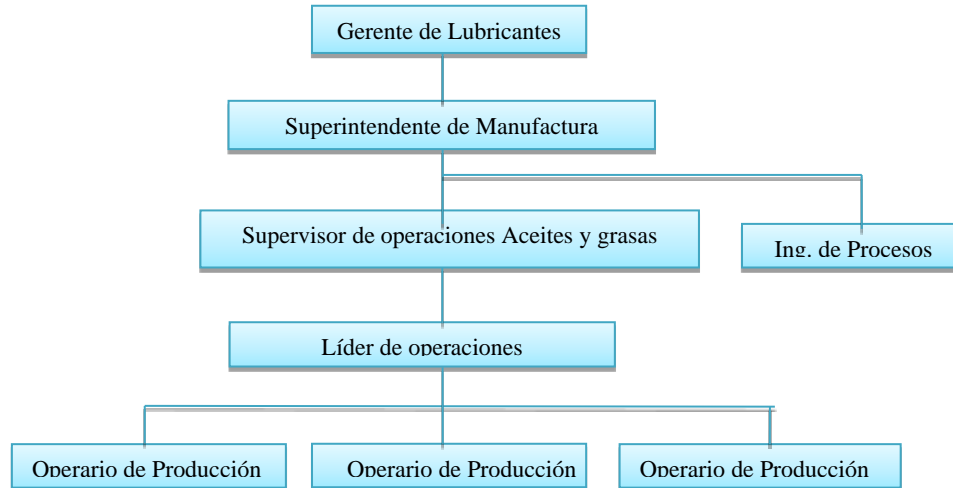 Gerente de Lubricantes
Superintendente de Manufactura
Supervisor de operaciones Aceites y grasas
Ing. de Procesos
Líder de operaciones
Operario de Producción
Operario de Producción
Operario de Producción